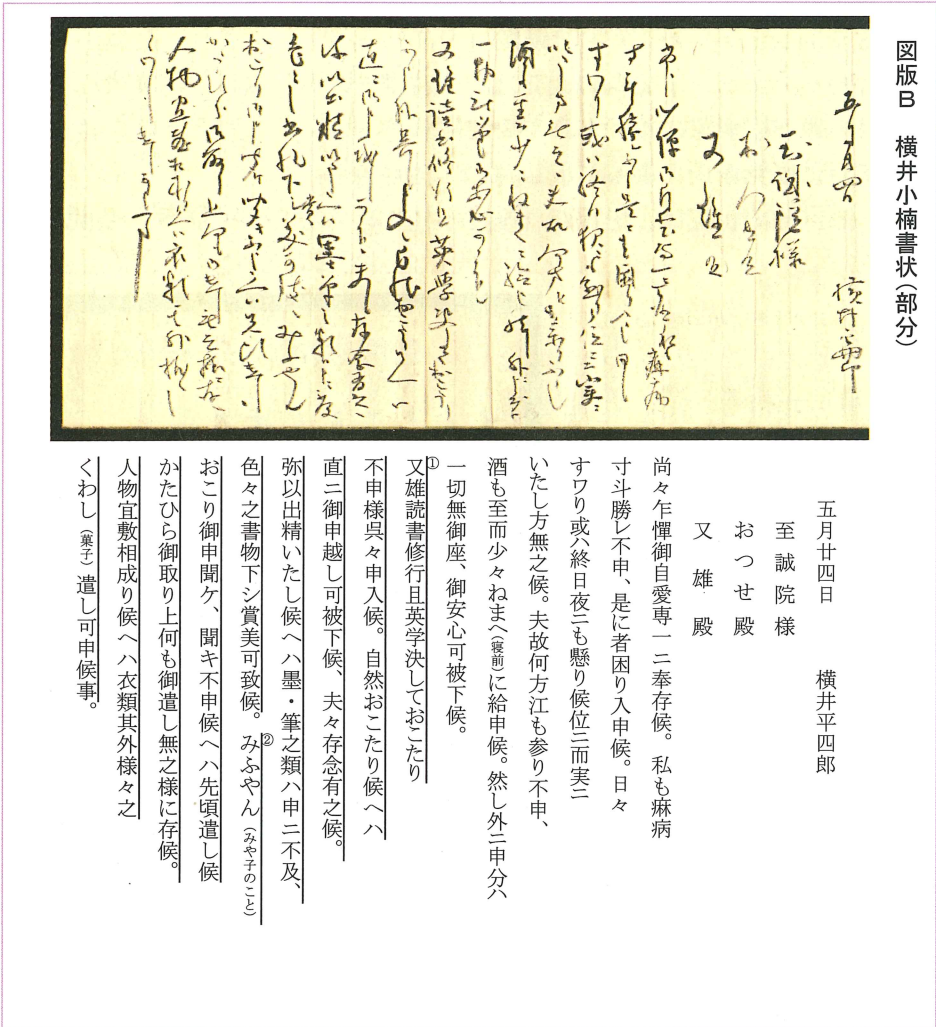 図版B 横井小楠書状(部分)
五月廿四日 横井平四郎
至誠院様
おつせ殿
又雄殿
尚々乍憚御自愛専一ニ奉存候。私も麻病
寸斗勝レ不申、是に者困り入申候。日々
すワり或ハ終日夜ニも懸り候位ニ而実ニ
いたし方無之候。夫故何方江も参り不申、
酒も至而少々ねまへ(寝前)に給申候。然し外ニ申分ハ
一切無御座、御安心可被下候。
①又雄読書修行且英学決しておこたり
不申様呉々申入候。自然おこたり候ヘハ
直ニ御申越し可被下候、夫々存念有之候。
弥以出精いたし候ヘハ墨・筆之類ハ申ニ不及、
色々之書物下シ賞美可致候。②みふやん(みや子のこと)
おこり御申聞ケ、聞キ不申候ヘハ先頃遣し候
かたひら御取り上何も御遣し無之様に存候。
人物宜敷相成り候ヘハ衣類其外様々之
くわし(菓子)遣し可申候事。